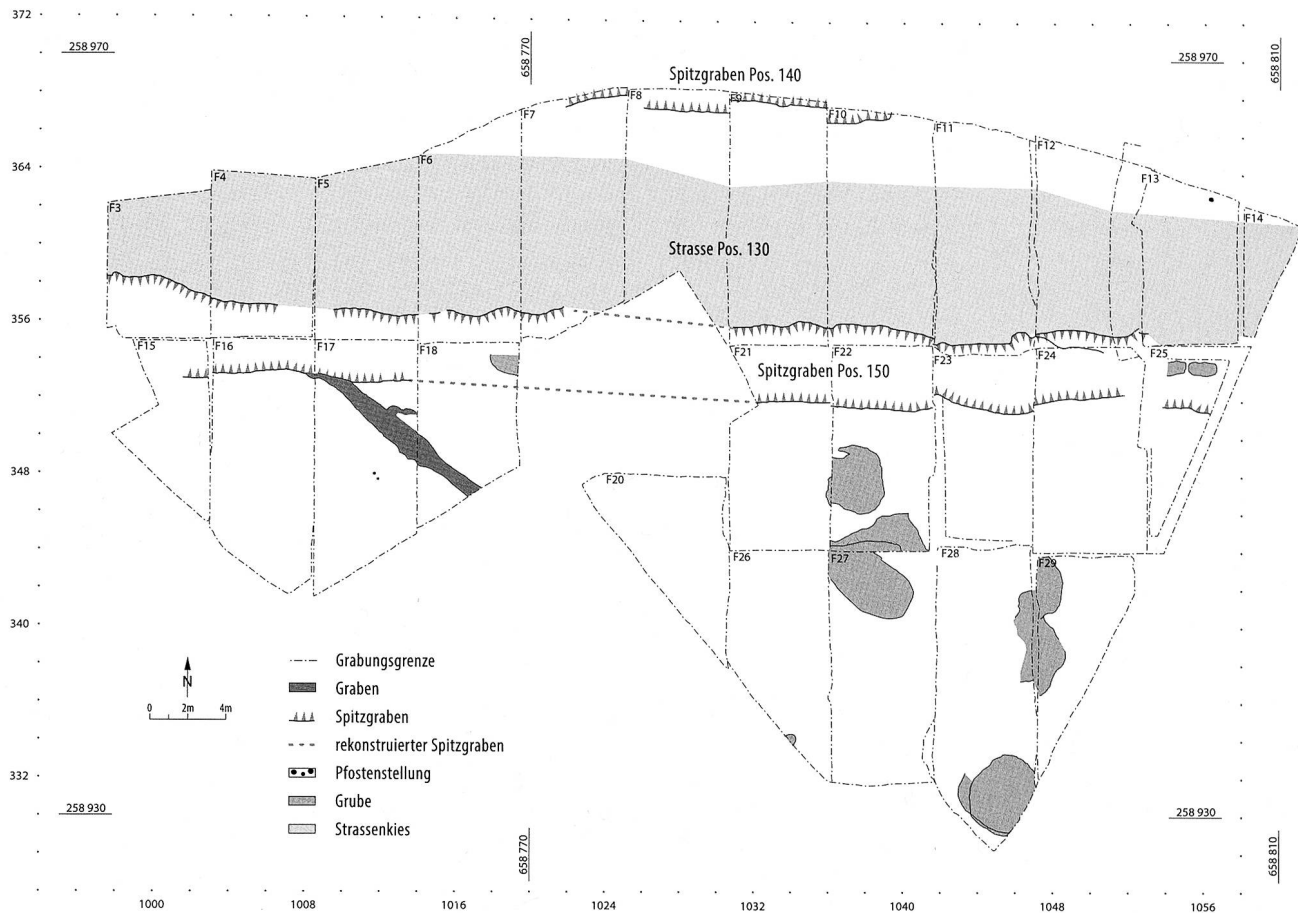 372
258 970
658 770
258 970
658 810
Spitzgraben Pos. 140
F8
F9
F7
F10
F11
F12
364
F6
F13
F4
F5
F3
F14
Strasse Pos. 130
356
F15
F16
F17
F18
F21
F22
F23
F24
F25
Spitzgraben Pos. 150
348
F20
F26
F27
F28
F29
340
Grabungsgrenze
N
Graben
0 2m 4m
Spitzgraben
rekonstruierter Spitzgraben
Pfostenstellung
332
Grube
258 930
258 930
Strassenkies
658 770
658 810
1000 1008 1016 1024 1032 1040 1048 1056